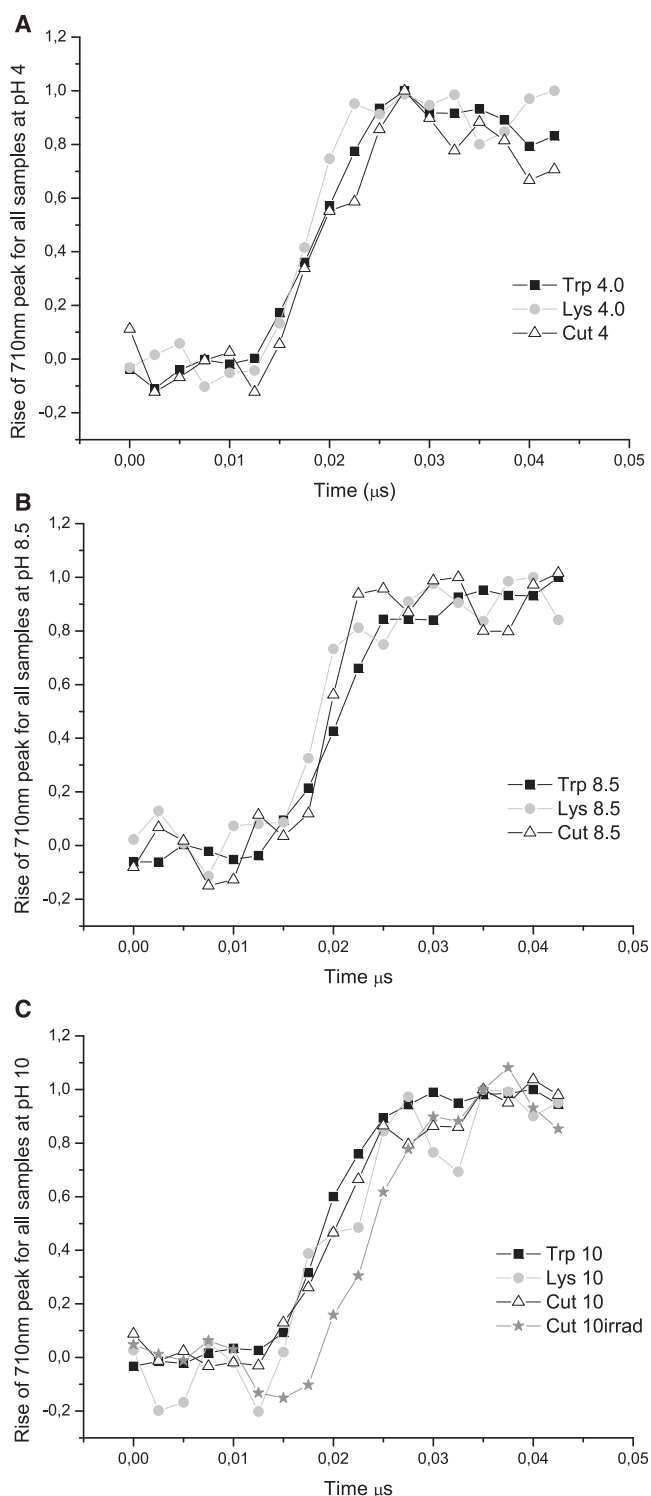 A
Rise of 710nm peak for all samples at pH 4
1,2
1,0
0,8
0,6
0,4
0,2
0,0
-0,2
Trp 4.0
Lys 4.0
Cut 4
0,00 0,01 0,02 0,03 0,04 0,05
Time (μs)
B
Rise of 710nm peak for all samples at pH 8.5
1,2
1,0
0,8
0,6
0,4
0,2
0,0
-0,2
Trp 8.5
Lys 8.5
Cut 8.5
0,00 0,01 0,02 0,03 0,04 0,05
Time μs
C
Rise of 710nm peak for all samples at pH 10
1,2
1,0
0,8
0,6
0,4
0,2
0,0
-0,2
Trp 10
Lys 10
Cut 10
Cut 10irrad
0,00 0,01 0,02 0,03 0,04 0,05
Time μs